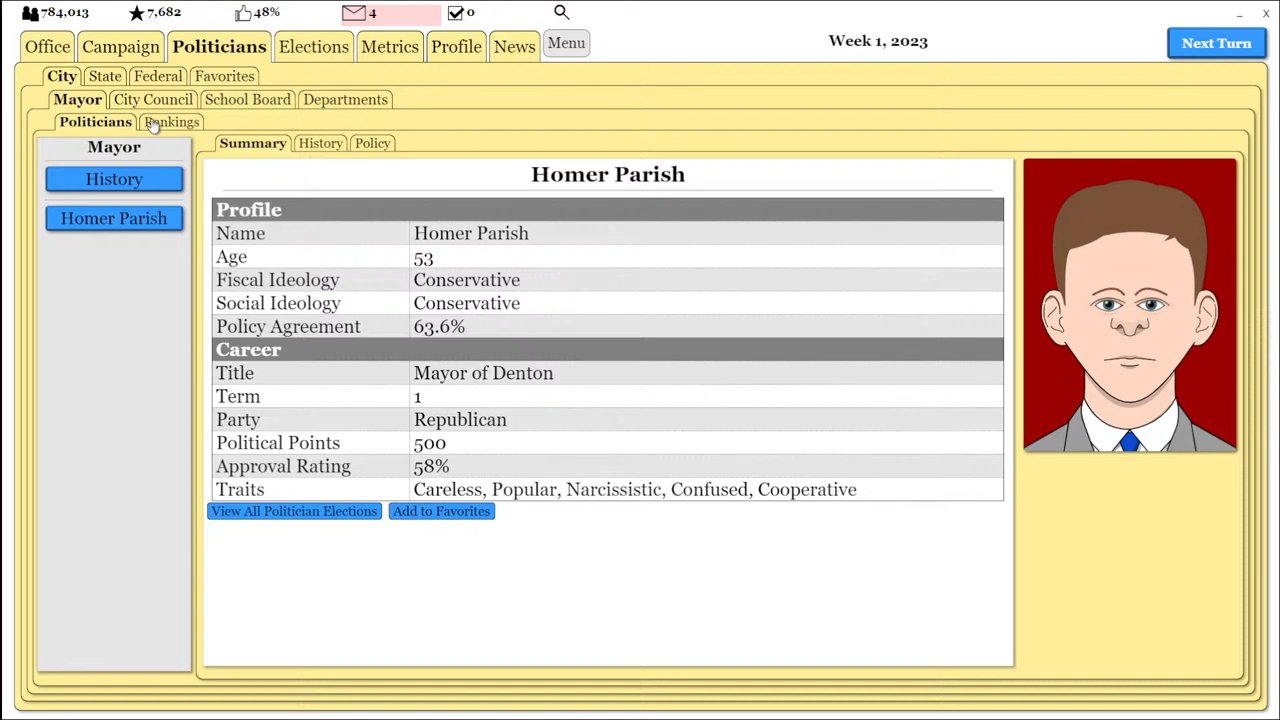 784,013 7,682 48% 4 0
_ X
Office Campaign Politicians Elections Metrics Profile News Menu Week 1, 2023 Next Turn
City State Federal Favorites
Mayor City Council School Board Departments
Politicians Rankings
Mayor
History
Homer Parish
Summary History Policy
Homer Parish
Profile
Name Homer Parish
Age 53
Fiscal Ideology Conservative
Social Ideology Conservative
Policy Agreement 63.6%
Career
Title Mayor of Denton
Term 1
Party Republican
Political Points 500
Approval Rating 58%
Traits Careless, Popular, Narcissistic, Confused, Cooperative
View All Politician Elections Add to Favorites